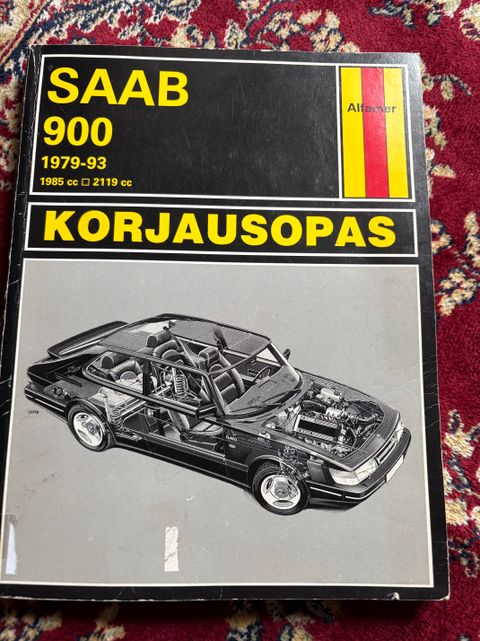 SAAB
900
1979-93
1985 cc □ 2119 cc
Alfamer
KORJAUSOPAS